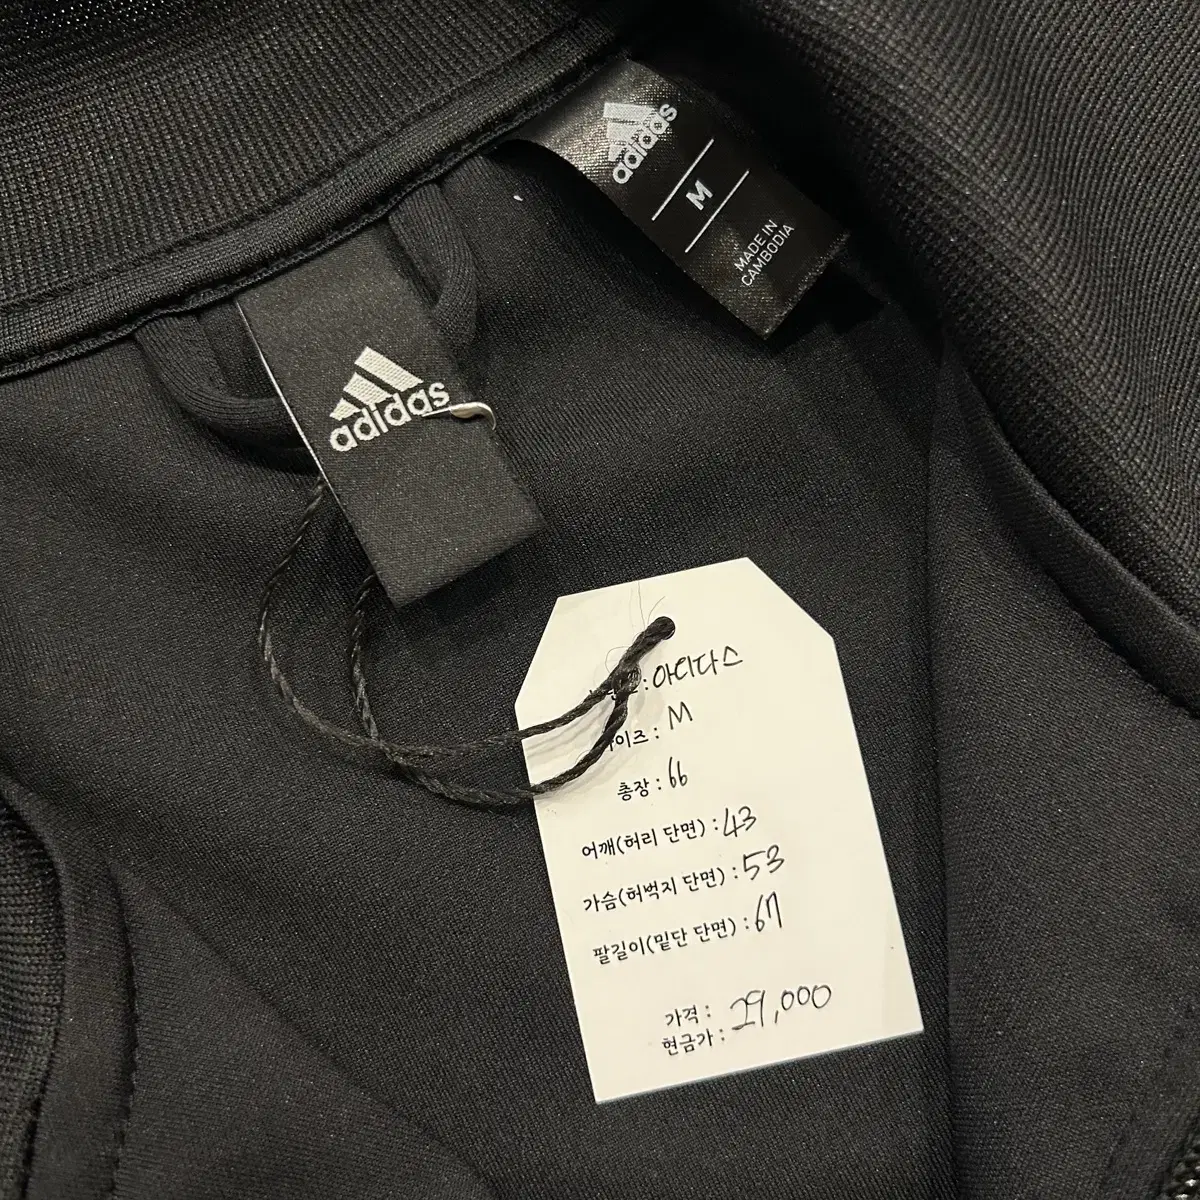 adidas
M
MADE IN
CAMBODIA
adidas
: 아디다스
이즈 : M
총장 : 66
어깨(허리 단면) : 43
가슴(허벅지 단면) : 53
팔길이(밑단 단면) : 67
가격 : 29,000
현금가 :